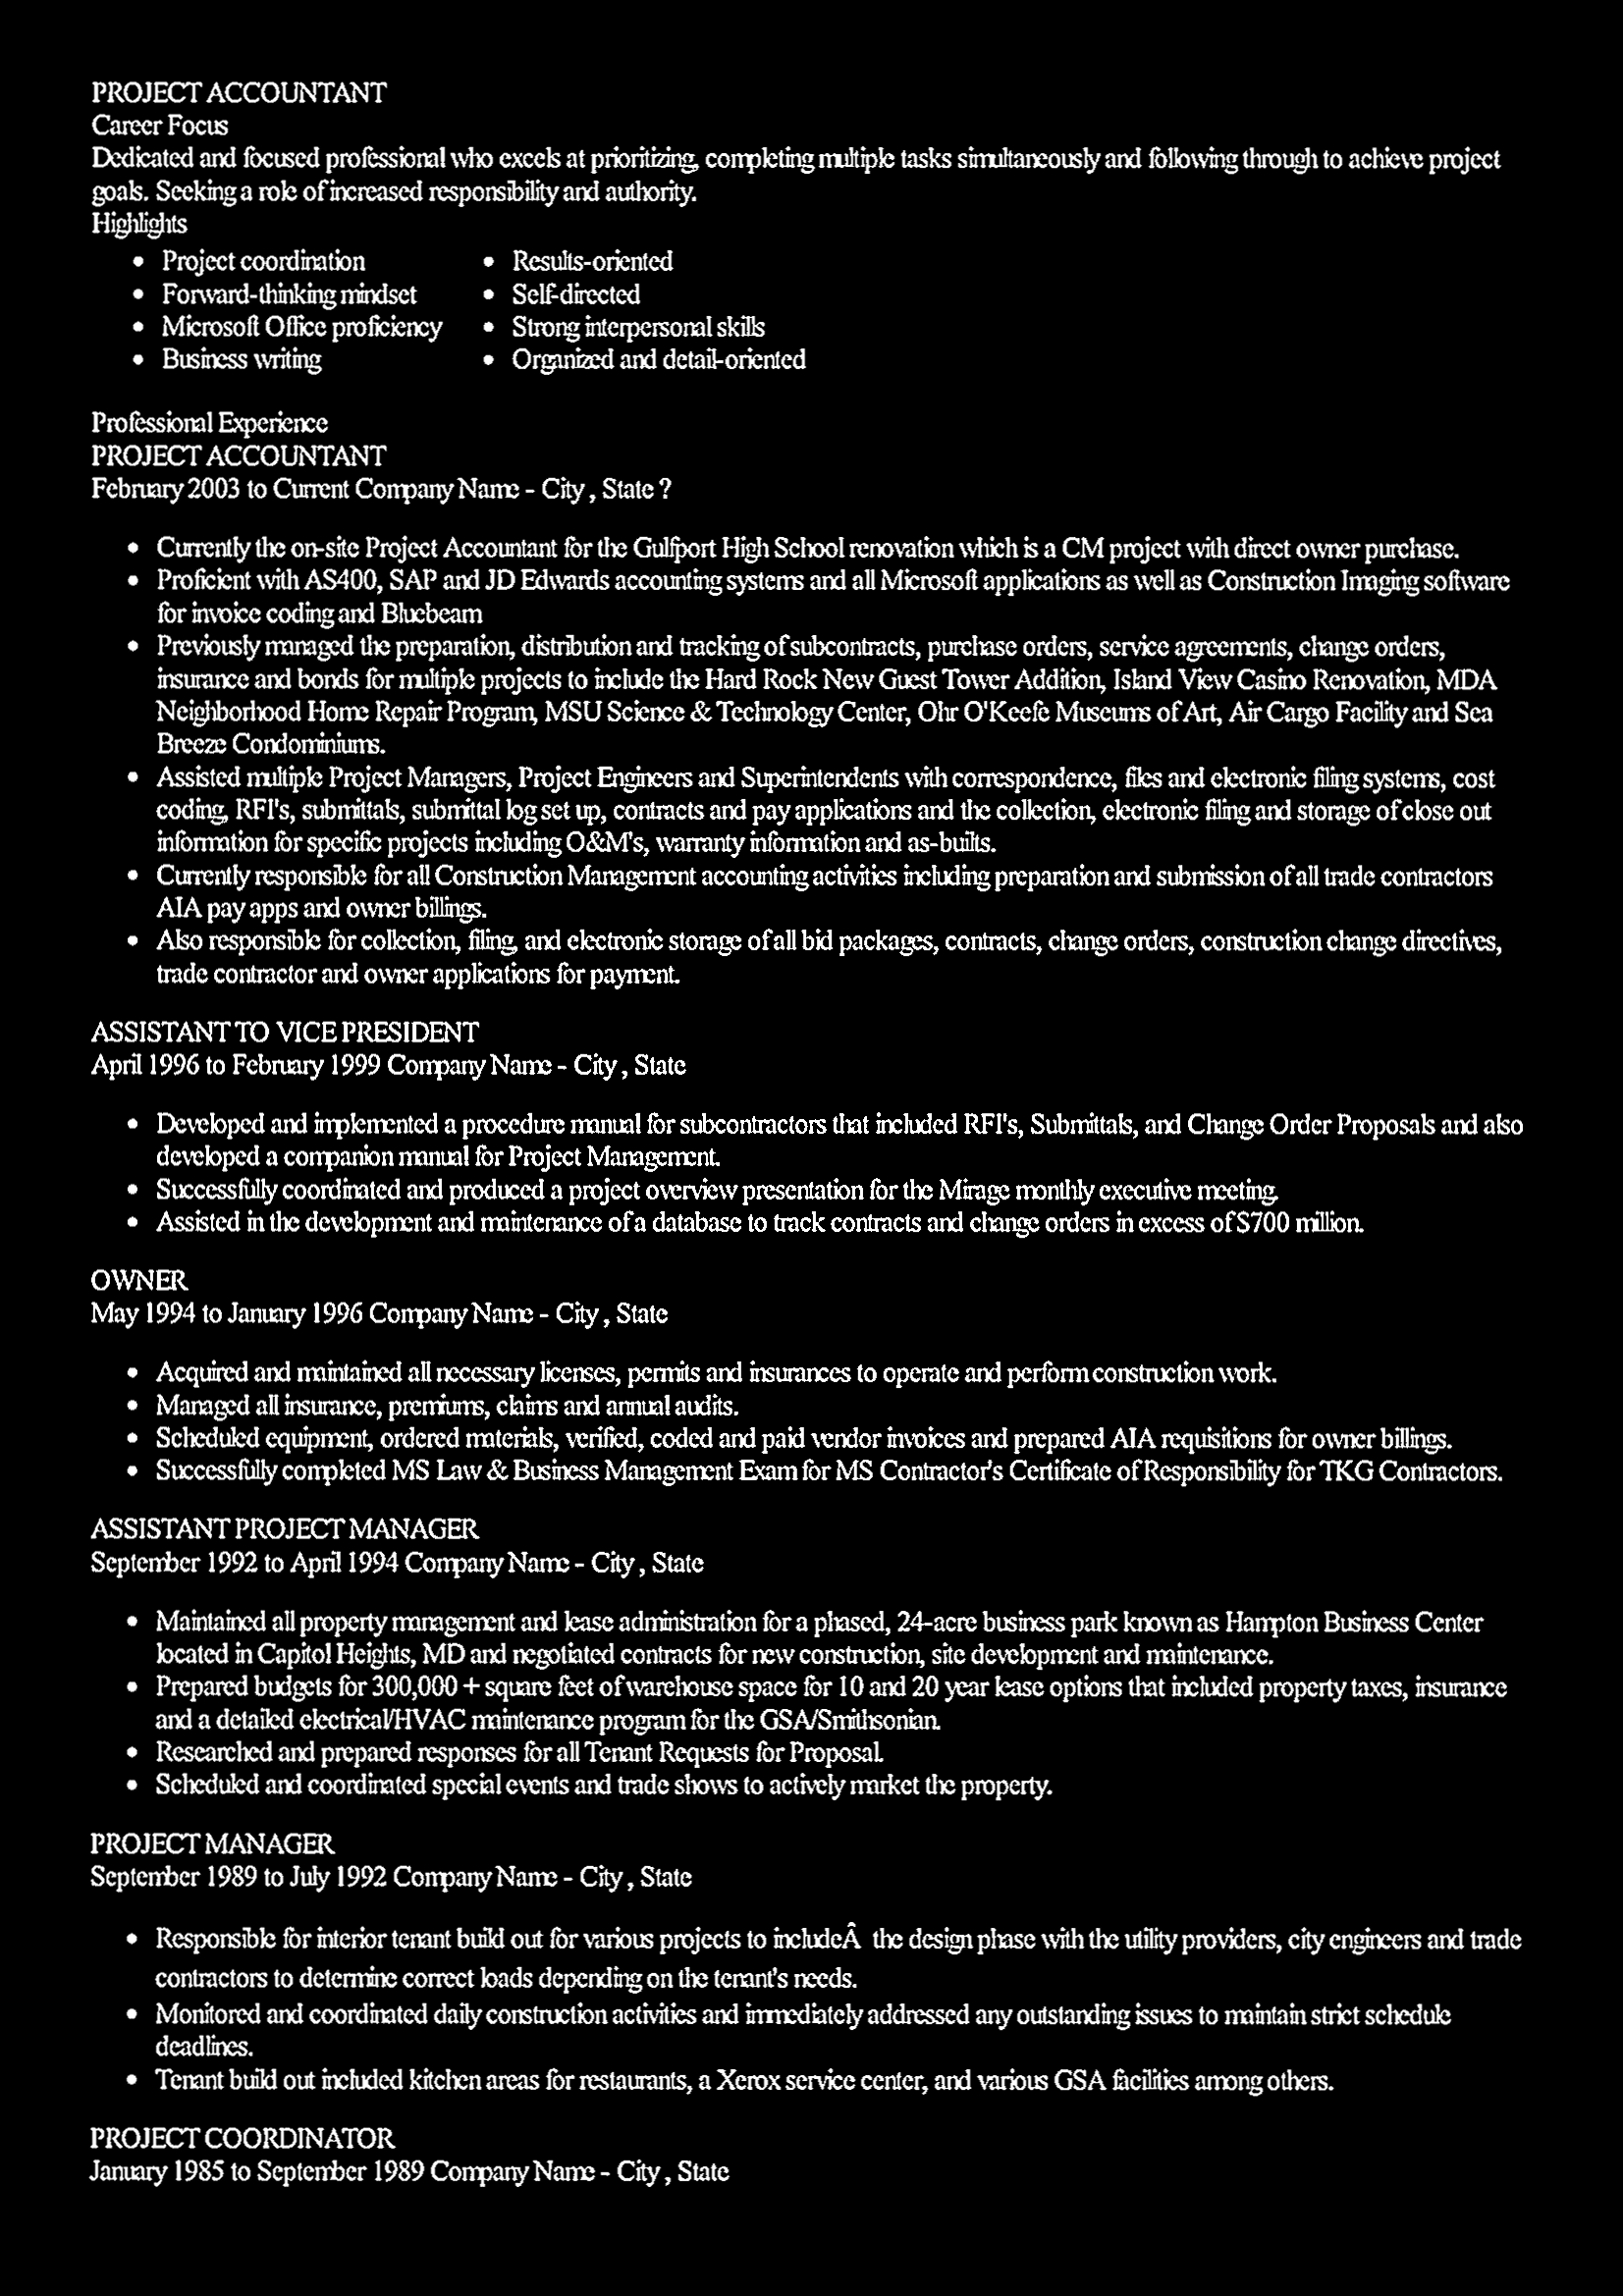 PROJECT ACCOUNTANT
Career Focus
Dedicated and focused professional who excels at prioritizing, completing multiple tasks simultaneously and following through to achieve project
goals. Seeking a role of increased responsibility and authority.
Highlights
• Project coordination • Results-oriented
• Forward-thinking mindset • Self-directed
• Microsoft Office proficiency • Strong interpersonal skills
• Business writing • Organized and detail-oriented
Professional Experience
PROJECT ACCOUNTANT
February 2003 to Current Company Name - City , State ?
• Currently the on-site Project Accountant for the Gulfport High School renovation which is a CM project with direct owner purchase.
• Proficient with AS400, SAP and JD Edwards accounting systems and all Microsoft applications as well as Construction Imaging software
for invoice coding and Bluebeam
• Previously managed the preparation, distribution and tracking of subcontracts, purchase orders, service agreements, change orders,
insurance and bonds for multiple projects to include the Hard Rock New Guest Tower Addition, Island View Casino Renovation, MDA
Neighborhood Home Repair Program, MSU Science & Technology Center, Ohr O'Keefe Museums of Art, Air Cargo Facility and Sea
Breeze Condominiums.
• Assisted multiple Project Managers, Project Engineers and Superintendents with correspondence, files and electronic filing systems, cost
coding, RFI's, submittals, submittal log set up, contracts and pay applications and the collection, electronic filing and storage of close out
information for specific projects including O&M's, warranty information and as-builts.
• Currently responsible for all Construction Management accounting activities including preparation and submission of all trade contractors
AIA pay apps and owner billings.
• Also responsible for collection, filing, and electronic storage of all bid packages, contracts, change orders, construction change directives,
trade contractor and owner applications for payment.
ASSISTANT TO VICE PRESIDENT
April 1996 to February 1999 Company Name - City , State
• Developed and implemented a procedure manual for subcontractors that included RFI's, Submittals, and Change Order Proposals and also
developed a companion manual for Project Management.
• Successfully coordinated and produced a project overview presentation for the Mirage monthly executive meeting.
• Assisted in the development and maintenance of a database to track contracts and change orders in excess of $700 million.
OWNER
May 1994 to January 1996 Company Name - City , State
• Acquired and maintained all necessary licenses, permits and insurances to operate and perform construction work.
• Managed all insurance, premiums, claims and annual audits.
• Scheduled equipment, ordered materials, verified, coded and paid vendor invoices and prepared AIA requisitions for owner billings.
• Successfully completed MS Law & Business Management Exam for MS Contractor's Certificate of Responsibility for TKG Contractors.
ASSISTANT PROJECT MANAGER
September 1992 to April 1994 Company Name - City , State
• Maintained all property management and lease administration for a phased, 24-acre business park known as Hampton Business Center
located in Capitol Heights, MD and negotiated contracts for new construction, site development and maintenance.
• Prepared budgets for 300,000 + square feet of warehouse space for 10 and 20 year lease options that included property taxes, insurance
and a detailed electrical/HVAC maintenance program for the GSA/Smithsonian.
• Researched and prepared responses for all Tenant Requests for Proposal.
• Scheduled and coordinated special events and trade shows to actively market the property.
PROJECT MANAGER
September 1989 to July 1992 Company Name - City , State
• Responsible for interior tenant build out for various projects to includeÂ the design phase with the utility providers, city engineers and trade
contractors to determine correct loads depending on the tenant's needs.
• Monitored and coordinated daily construction activities and immediately addressed any outstanding issues to maintain strict schedule
deadlines.
• Tenant build out included kitchen areas for restaurants, a Xerox service center, and various GSA facilities among others.
PROJECT COORDINATOR
January 1985 to September 1989 Company Name - City , State